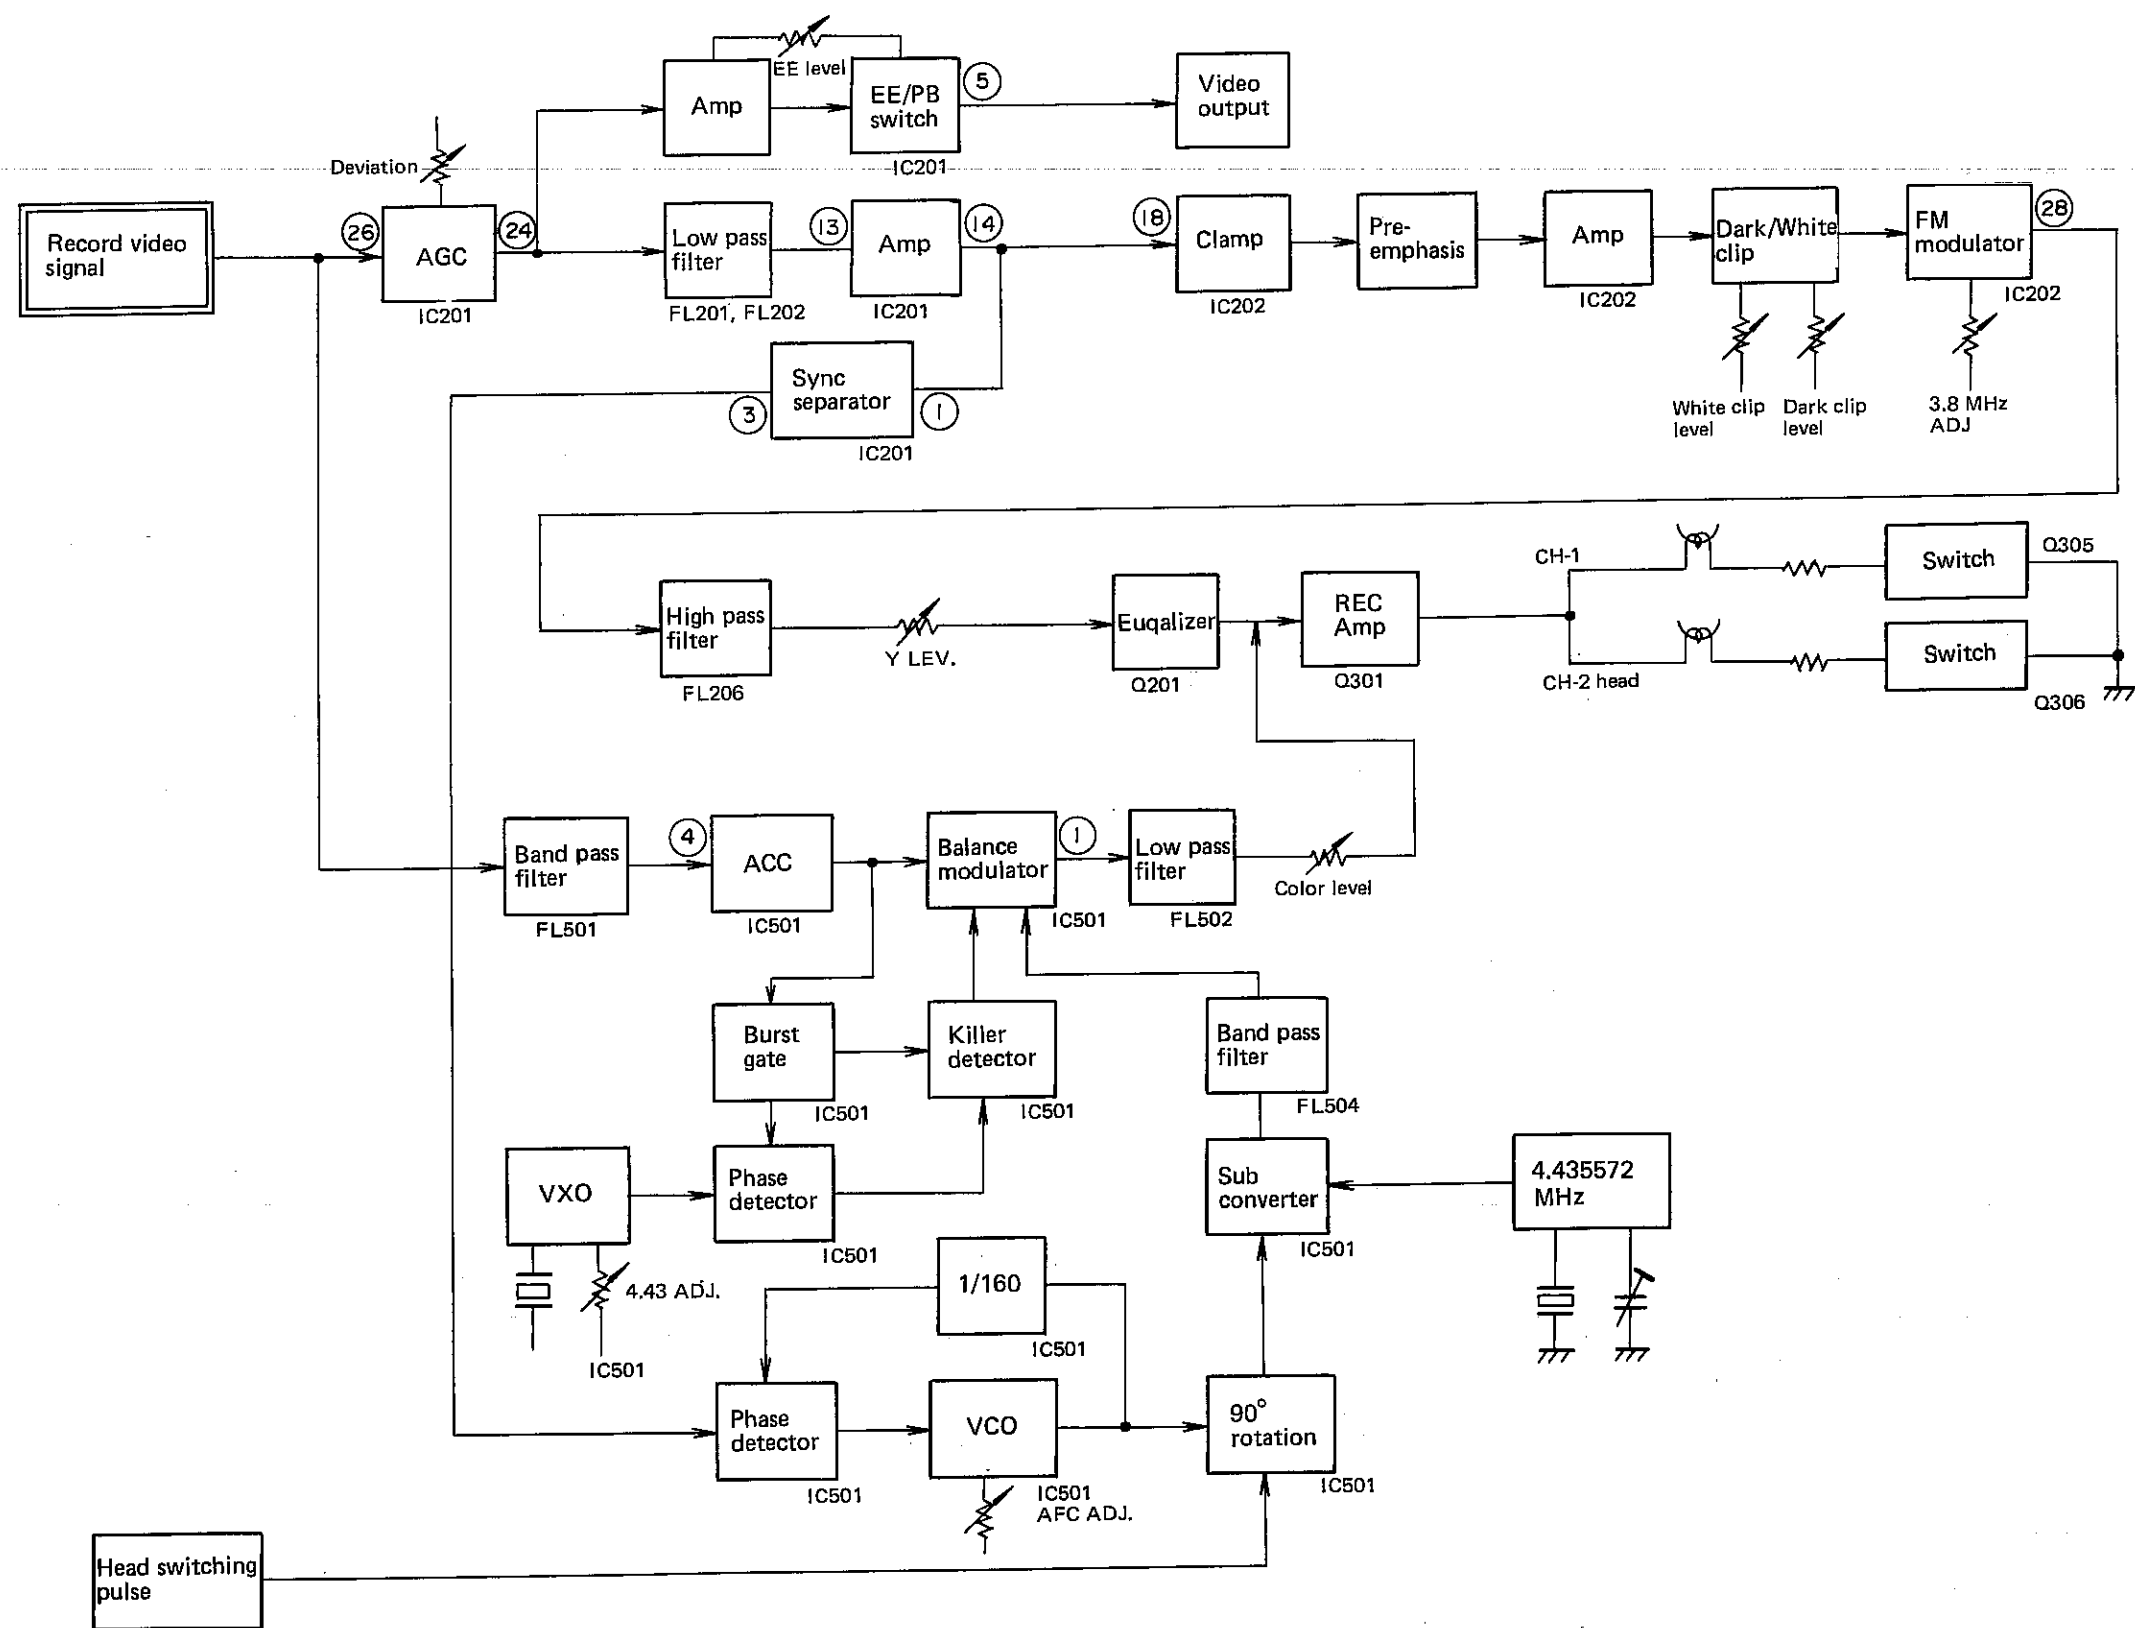 EE level
Amp
EE/PB
switch
5
Video
output
IC201
Deviation
Record video
signal
26
AGC
24
IC201
Low pass
filter
FL201, FL202
13
Amp
14
IC201
18
Clamp
IC202
Pre-
emphasis
Amp
IC202
Dark/White
clip
FM
modulator
28
IC202
White clip
level
Dark clip
level
3.8 MHz
ADJ
Sync
separator
3
1
IC201
High pass
filter
FL206
Y LEV.
Euqalizer
Q201
REC
Amp
Q301
CH-1
CH-2 head
Switch
Q305
Switch
Q306
Band pass
filter
FL501
4
ACC
IC501
Balance
modulator
1
IC501
Low pass
filter
FL502
Color level
Burst
gate
IC501
Killer
detector
IC501
Band pass
filter
FL504
VXO
4.43 ADJ.
IC501
Phase
detector
IC501
Sub
converter
IC501
4.435572
MHz
1/160
IC501
Phase
detector
IC501
VCO
IC501
AFC ADJ.
90°
rotation
IC501
Head switching
pulse